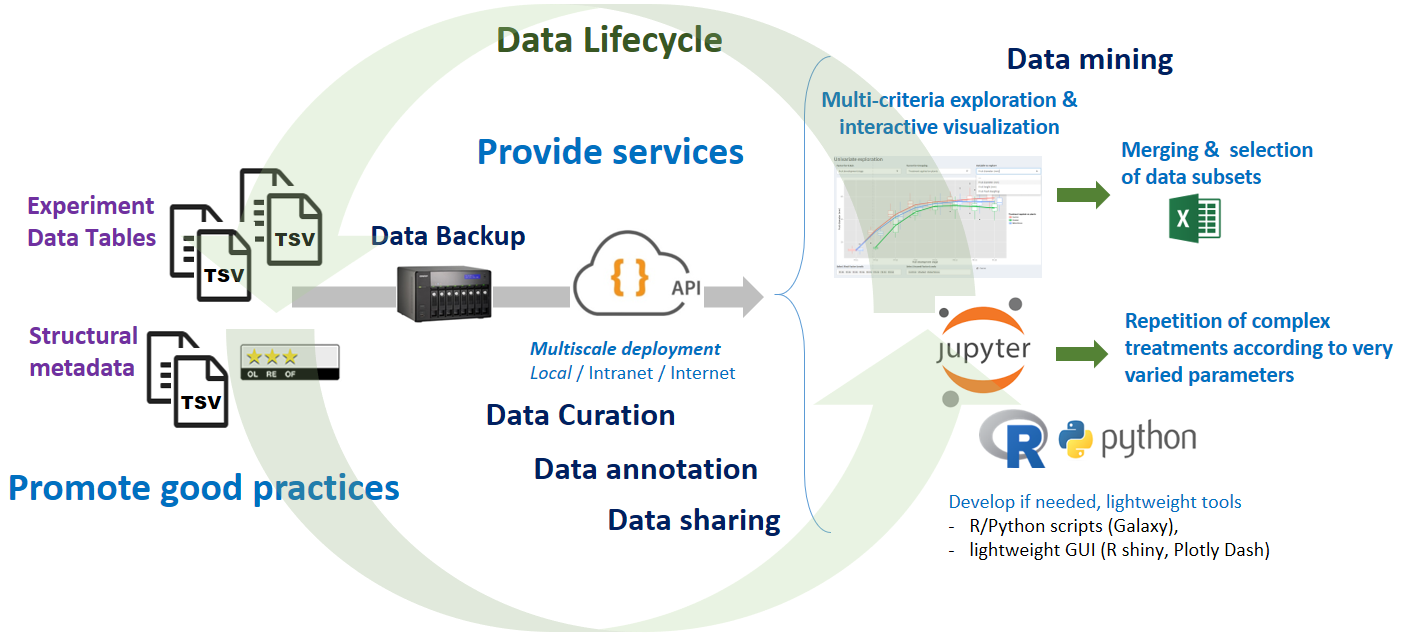 Data Lifecycle
Provide services
Experiment
Data Tables
TSV
TSV
Structural
metadata
TSV
OL RE OF
Promote good practices
Data Backup
{ }
API
Multiscale deployment
Local / Intranet / Internet
Data Curation
Data annotation
Data sharing
Data mining
Multi-criteria exploration &
interactive visualization
Univariate exploration
Merging & selection
of data subsets
X
jupyter
Repetition of complex
treatments according to very
varied parameters
R
python
Develop if needed, lightweight tools
- R/Python scripts (Galaxy),
- lightweight GUI (R shiny, Plotly Dash)